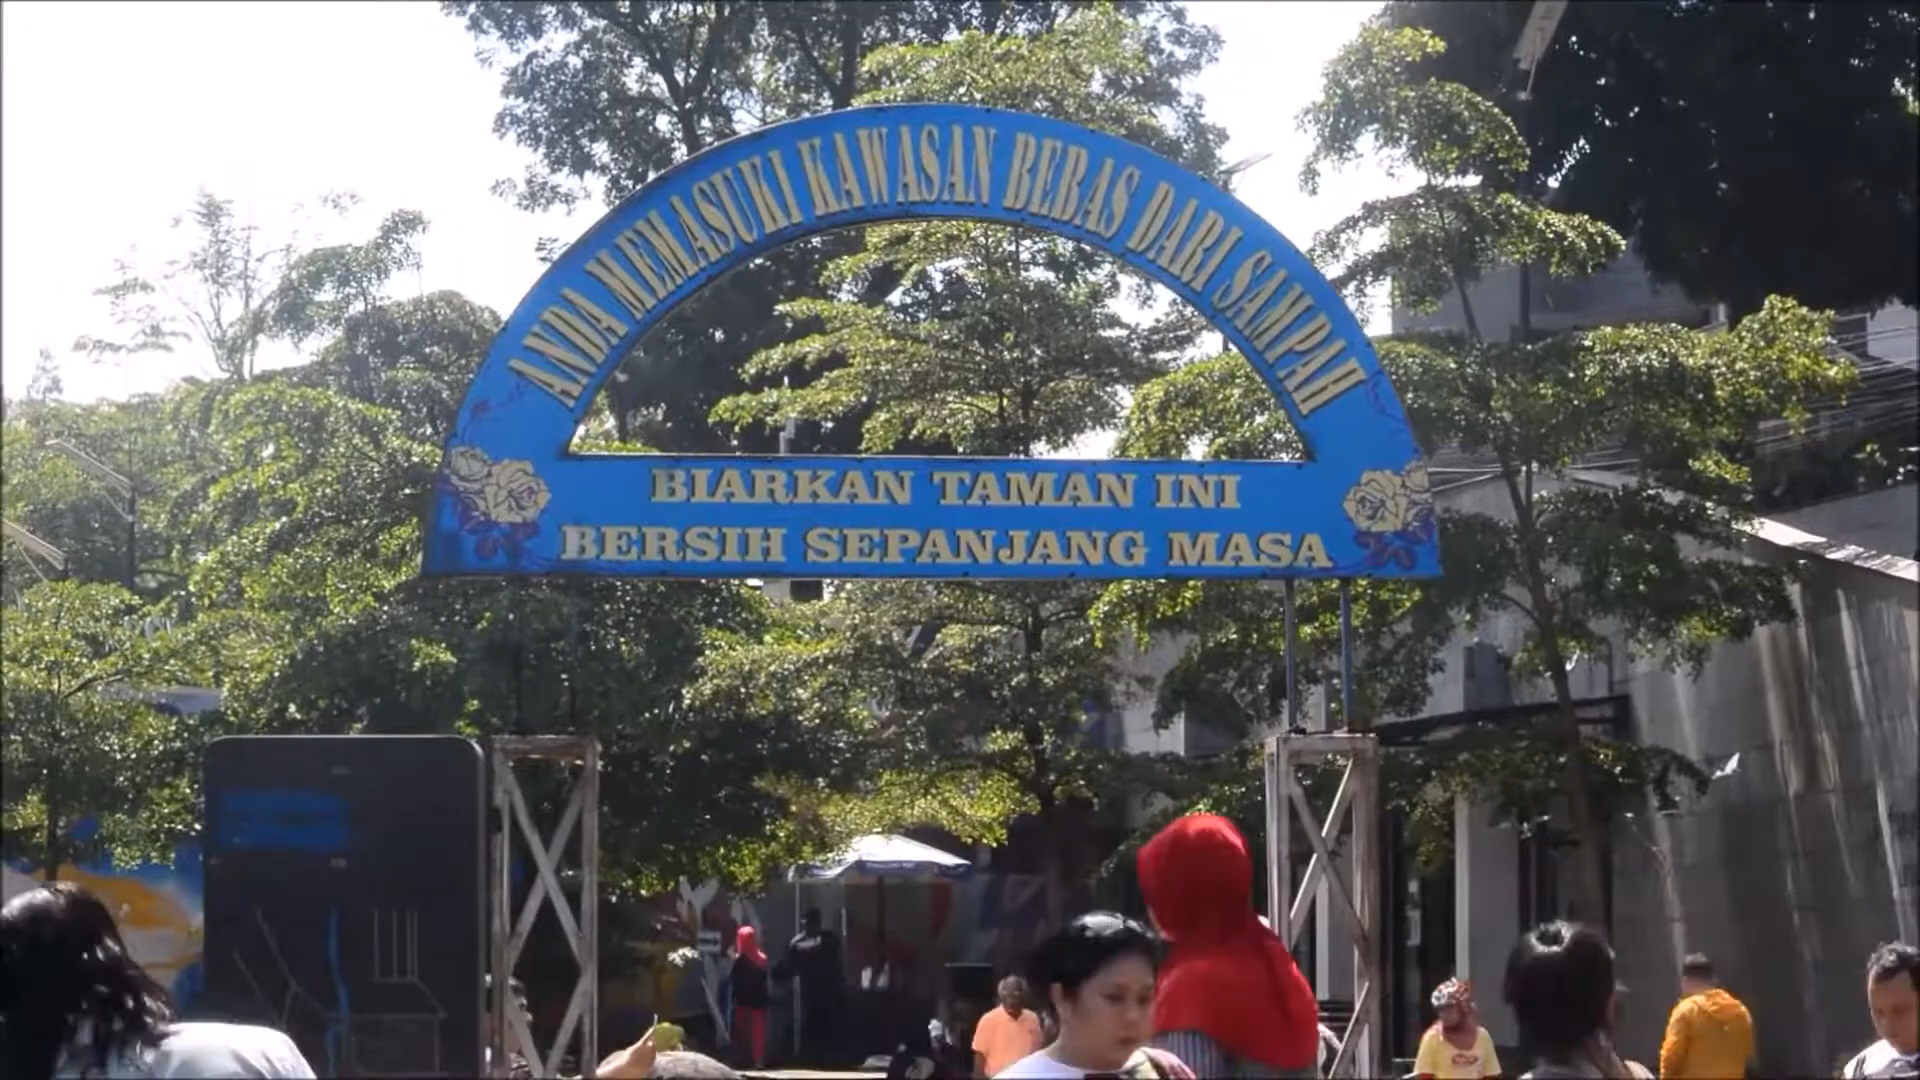 ANDA MEMASUKI KAWASAN BEBAS DARI SAMPAH
BIARKAN TAMAN INI
BERSIH SEPANJANG MASA